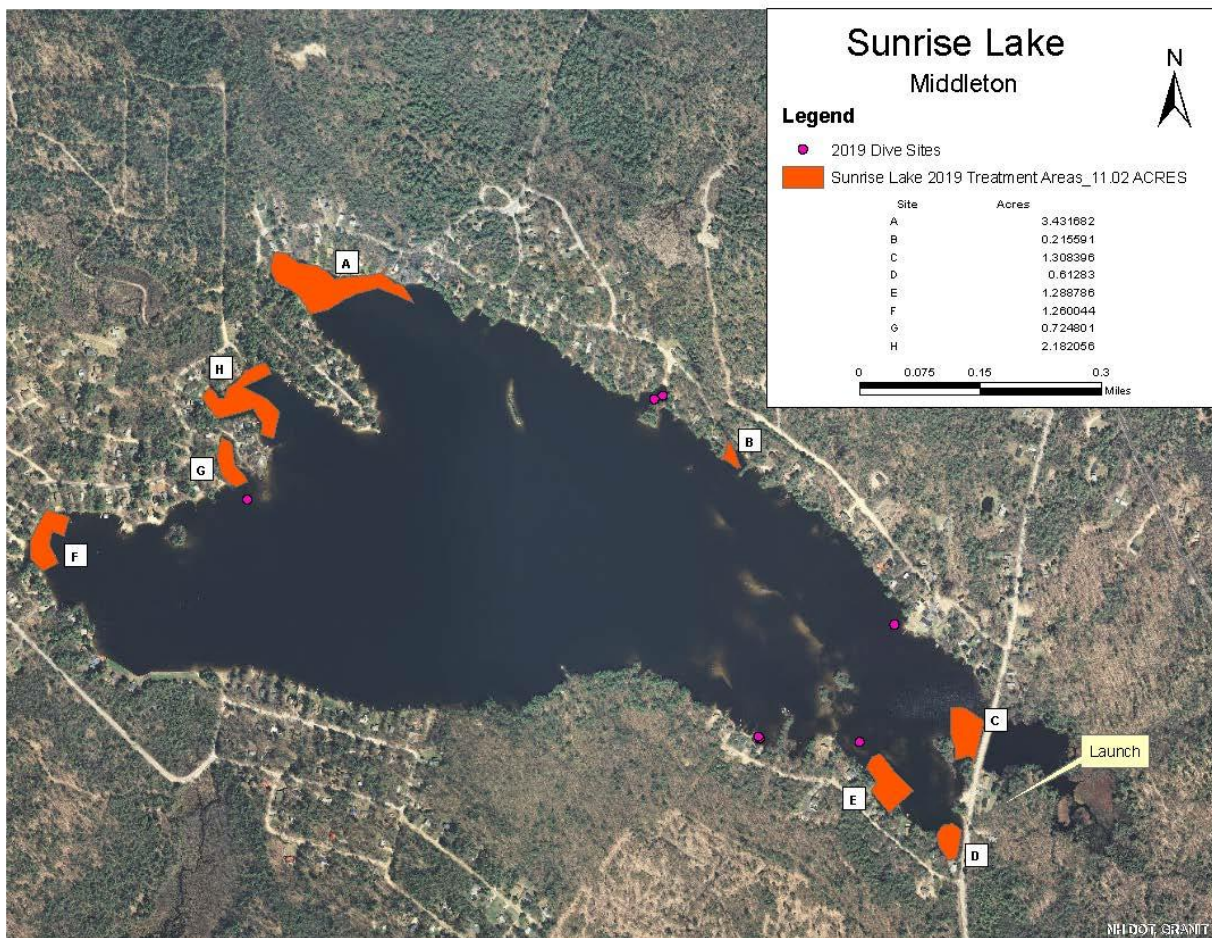 Sunrise Lake
Middleton
N
Legend
2019 Dive Sites
Sunrise Lake 2019 Treatment Areas_11.02 ACRES
Site Acres
A 3.431682
B 0.215591
C 1.308396
D 0.61283
E 1.288786
F 1.260044
G 0.724801
H 2.182056
0 0.075 0.15 0.3
Miles
A
H
B
G
F
C
Launch
E
D
NH DOT, GRANIT